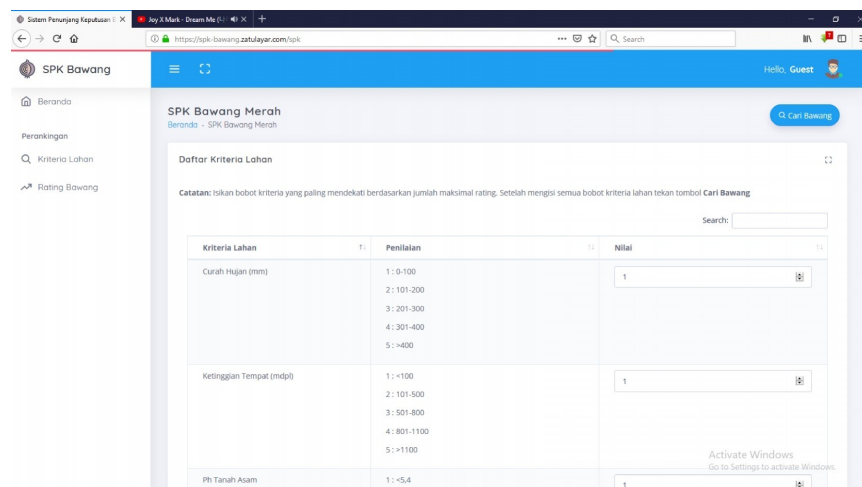 Sistem Penunjang Keputusan
Joy X Mark - Dream Me
https://spk-bawang.zatulayar.com/spk
Search
SPK Bawang
Hello, Guest
Beranda
Perankingan
Kriteria Lahan
Rating Bawang
SPK Bawang Merah
Beranda - SPK Bawang Merah
Cari Bawang
Daftar Kriteria Lahan
Catatan: Isikan bobot kriteria yang paling mendekati berdasarkan jumlah maksimal rating. Setelah mengisi semua bobot kriteria lahan tekan tombol Cari Bawang
Search:
Kriteria Lahan Penilaian Nilai
Curah Hujan (mm) 1 : 0-100 1
2 : 101-200
3 : 201-300
4 : 301-400
5 : >400
Ketinggian Tempat (mdpl) 1 : <100 1
2 : 101-500
3 : 501-800
4 : 801-1100
5 : >1100
Ph Tanah Asam 1 : <5,4 1
Activate Windows
Go to Settings to activate Windows.